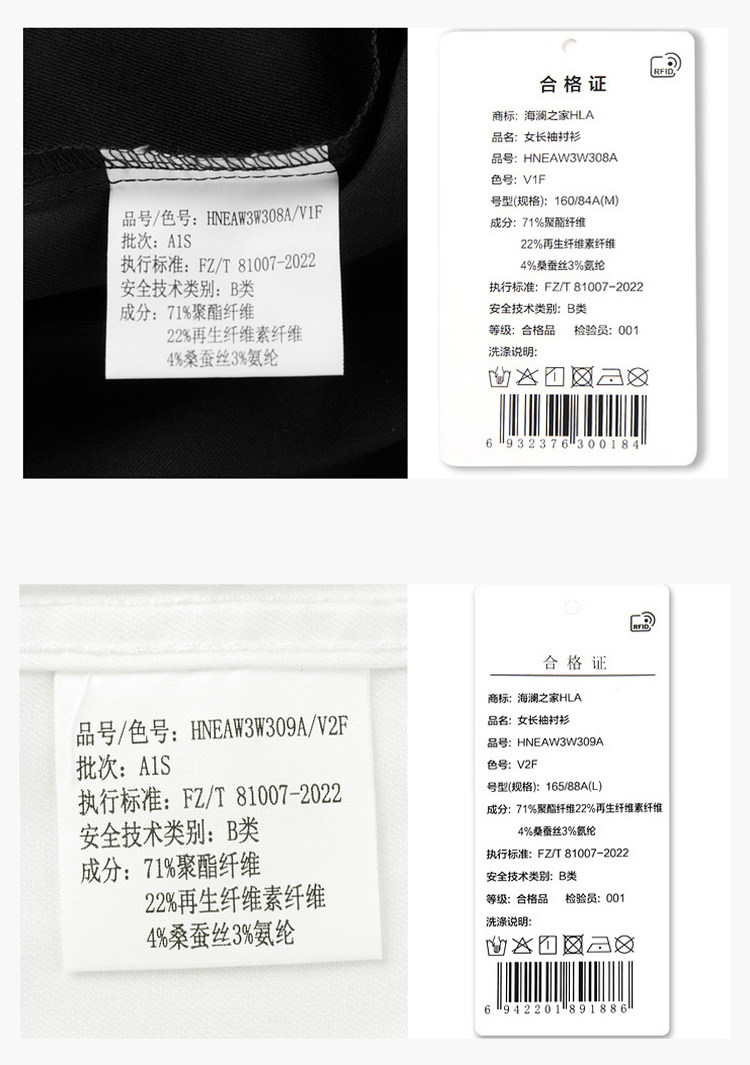 品号/色号: HNEAW3W308A/V1F
批次: A1S
执行标准: FZ/T 81007-2022
安全技术类别: B类
成分: 71%聚酯纤维
22%再生纤维素纤维
4%桑蚕丝3%氨纶
RFID
合格证
商标: 海澜之家HLA
品名: 女长袖衬衫
品号: HNEAW3W308A
色号: V1F
号型(规格): 160/84A(M)
成分: 71%聚酯纤维
22%再生纤维素纤维
4%桑蚕丝3%氨纶
执行标准: FZ/T 81007-2022
安全技术类别: B类
等级: 合格品 检验员: 001
洗涤说明:
6 932376 300184
品号/色号: HNEAW3W309A/V2F
批次: A1S
执行标准: FZ/T 81007-2022
安全技术类别: B类
成分: 71%聚酯纤维
22%再生纤维素纤维
4%桑蚕丝3%氨纶
RFID
合格证
商标: 海澜之家HLA
品名: 女长袖衬衫
品号: HNEAW3W309A
色号: V2F
号型(规格): 165/88A(L)
成分: 71%聚酯纤维22%再生纤维素纤维
4%桑蚕丝3%氨纶
执行标准: FZ/T 81007-2022
安全技术类别: B类
等级: 合格品 检验员: 001
洗涤说明:
6 942201 891886